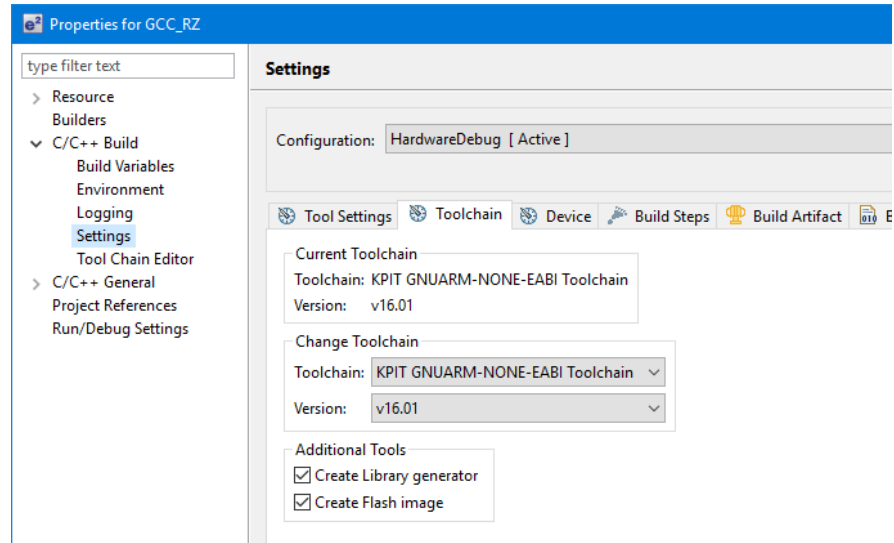 e² Properties for GCC_RZ
type filter text
Resource
Builders
C/C++ Build
Build Variables
Environment
Logging
Settings
Tool Chain Editor
C/C++ General
Project References
Run/Debug Settings
Settings
Configuration: HardwareDebug [ Active ]
Tool Settings Toolchain Device Build Steps Build Artifact
Current Toolchain
Toolchain: KPIT GNUARM-NONE-EABI Toolchain
Version: v16.01
Change Toolchain
Toolchain: KPIT GNUARM-NONE-EABI Toolchain
Version: v16.01
Additional Tools
Create Library generator
Create Flash image